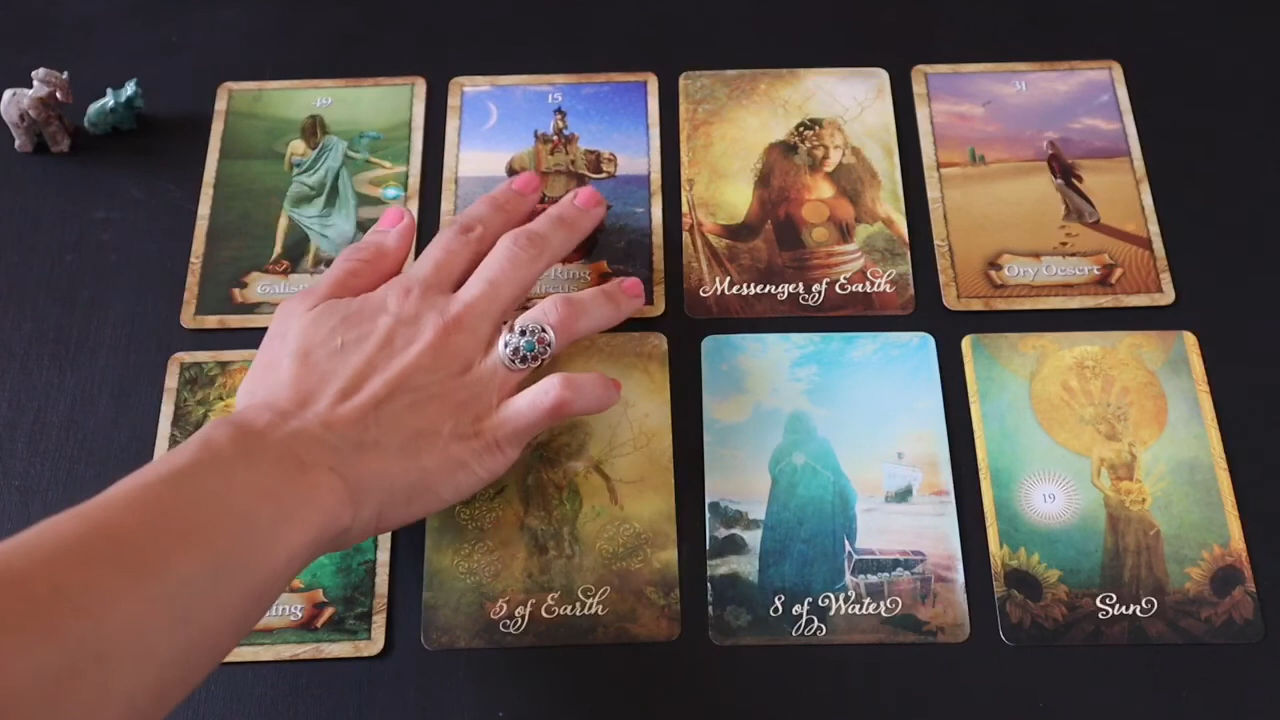 49
15
Messenger of Earth
31
Dry Desert
5 of Earth
8 of Water
19
Sun